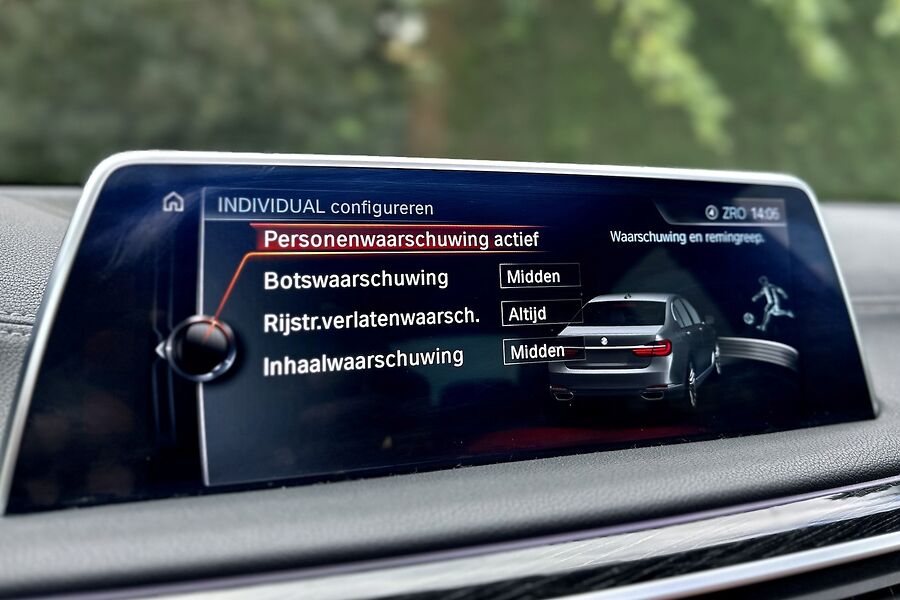 INDIVIDUAL configureren
ZRO 14:06
Personenwaarschuwing actief
Waarschuwing en remingreep.
Botswaarschuwing Midden
Rijstr.verlatenwaarsch. Altijd
Inhaalwaarschuwing Midden